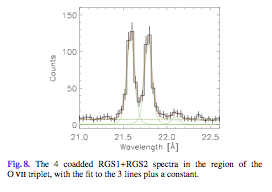 150
100
50
0
Counts
21.0
21.5
22.0
22.5
Wavelength [Å]
Fig. 8. The 4 coadded RGS1+RGS2 spectra in the region of the
O VII triplet, with the fit to the 3 lines plus a constant.